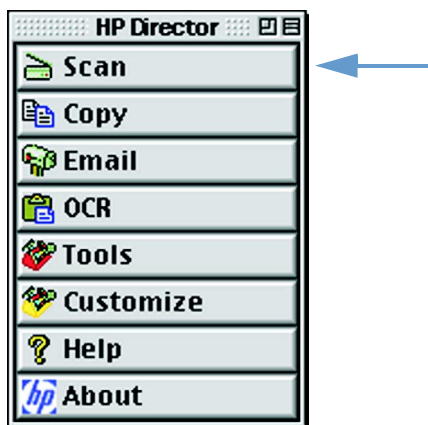 HP Director
Scan
Copy
Email
OCR
Tools
Customize
Help
hp About